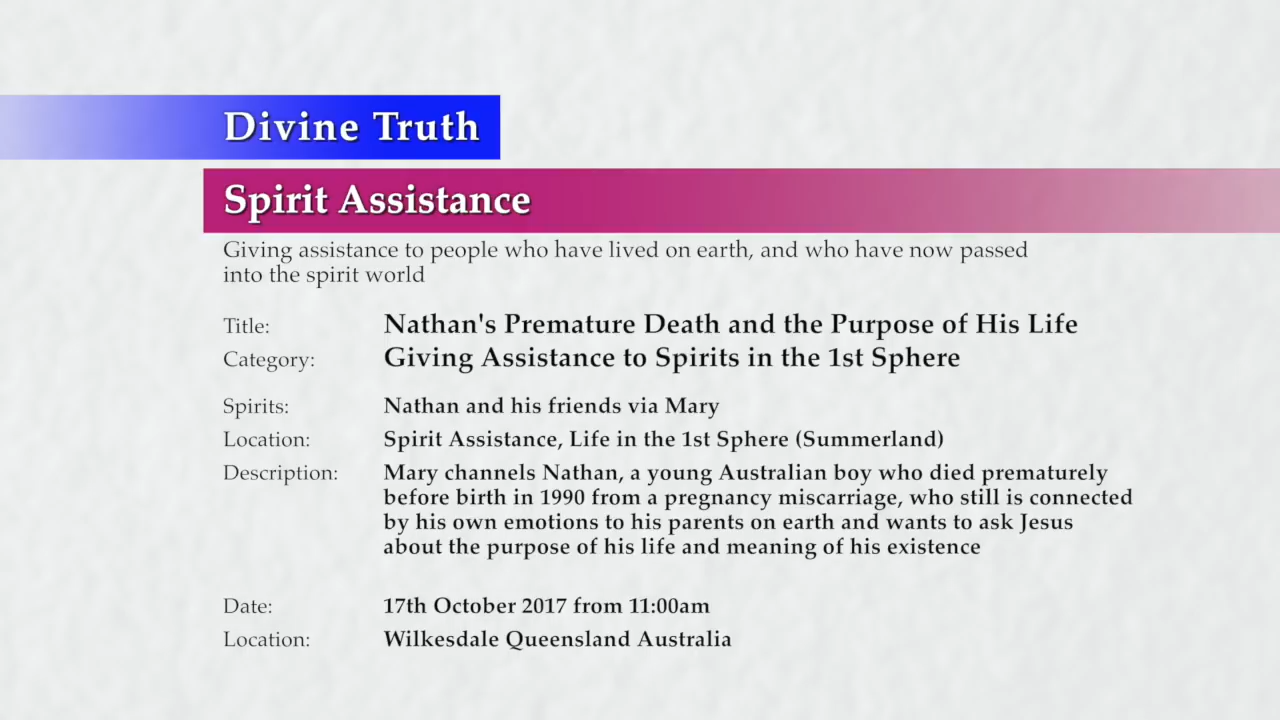 Divine Truth
Spirit Assistance
Giving assistance to people who have lived on earth, and who have now passed
into the spirit world
Title: Nathan's Premature Death and the Purpose of His Life
Category: Giving Assistance to Spirits in the 1st Sphere
Spirits: Nathan and his friends via Mary
Location: Spirit Assistance, Life in the 1st Sphere (Summerland)
Description: Mary channels Nathan, a young Australian boy who died prematurely
before birth in 1990 from a pregnancy miscarriage, who still is connected
by his own emotions to his parents on earth and wants to ask Jesus
about the purpose of his life and meaning of his existence
Date: 17th October 2017 from 11:00am
Location: Wilkesdale Queensland Australia